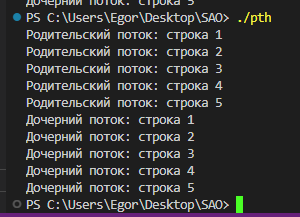 Дочерний поток: строка 5
PS C:\Users\Egor\Desktop\SAO> ./pth
Родительский поток: строка 1
Родительский поток: строка 2
Родительский поток: строка 3
Родительский поток: строка 4
Родительский поток: строка 5
Дочерний поток: строка 1
Дочерний поток: строка 2
Дочерний поток: строка 3
Дочерний поток: строка 4
Дочерний поток: строка 5
PS C:\Users\Egor\Desktop\SAO>